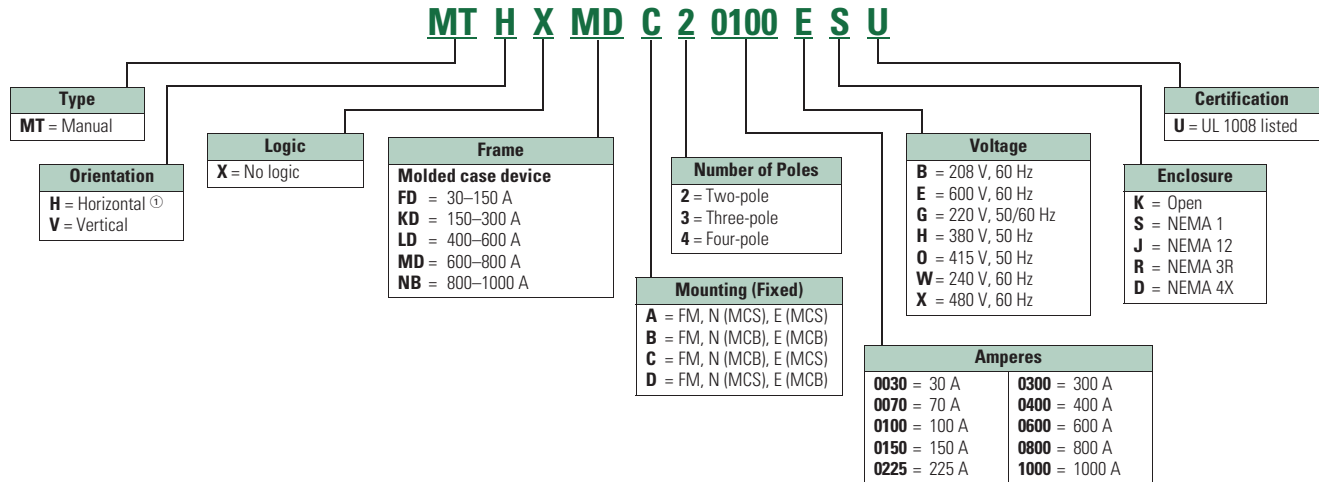 MT H X MD C 2 0100 E S U
Type
MT = Manual
Orientation
H = Horizontal ①
V = Vertical
Logic
X = No logic
Frame
Molded case device
FD = 30–150 A
KD = 150–300 A
LD = 400–600 A
MD = 600–800 A
NB = 800–1000 A
Mounting (Fixed)
A = FM, N (MCS), E (MCS)
B = FM, N (MCB), E (MCB)
C = FM, N (MCB), E (MCS)
D = FM, N (MCS), E (MCB)
Number of Poles
2 = Two-pole
3 = Three-pole
4 = Four-pole
Amperes
0030 = 30 A
0070 = 70 A
0100 = 100 A
0150 = 150 A
0225 = 225 A
0300 = 300 A
0400 = 400 A
0600 = 600 A
0800 = 800 A
1000 = 1000 A
Voltage
B = 208 V, 60 Hz
E = 600 V, 60 Hz
G = 220 V, 50/60 Hz
H = 380 V, 50 Hz
O = 415 V, 50 Hz
W = 240 V, 60 Hz
X = 480 V, 60 Hz
Enclosure
K = Open
S = NEMA 1
J = NEMA 12
R = NEMA 3R
D = NEMA 4X
Certification
U = UL 1008 listed